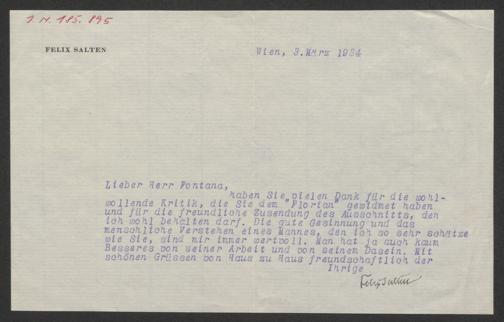 I.N. 185.895
FELIX SALTEN
Wien, 3.März 1934
Lieber Herr Fontana,
haben Sie vielen Dank für die wohl-
wollende Kritik, die Sie dem "Florian" gewidmet haben
und für die freundliche Zusendung des Ausschnitts, den
ich wohl behalten darf. Die gute Gesinnung und das
menschliche Verstehen eines Mannes, den ich so sehr schätze
wie Sie, sind mir immer wertvoll. Man hat ja auch kaum
Besseres von seiner Arbeit und von seinem Dasein. Mit
schönen Grüssen von Haus zu Haus freundschaftlich der
Ihrige
Felix Salten